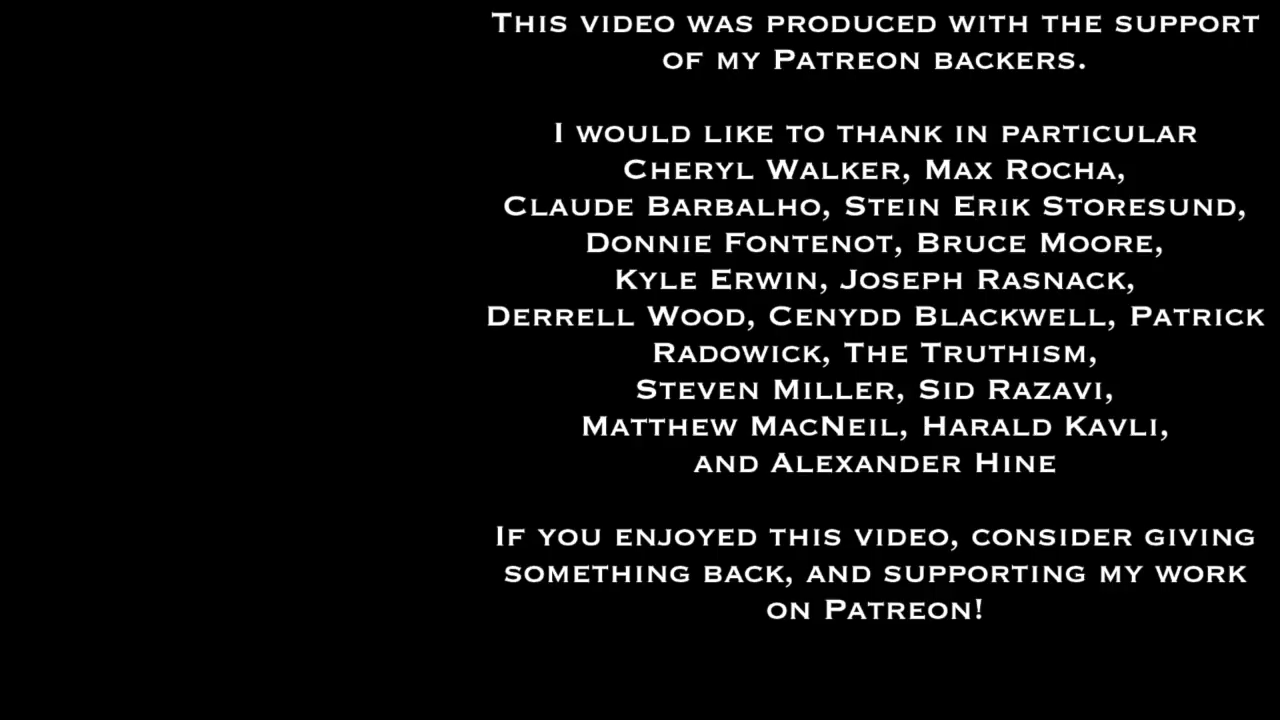 This video was produced with the support
of my Patreon backers.
I would like to thank in particular
Cheryl Walker, Max Rocha,
Claude Barbalho, Stein Erik Storesund,
Donnie Fontenot, Bruce Moore,
Kyle Erwin, Joseph Rasnack,
Derrell Wood, Cenydd Blackwell, Patrick
Radowick, The Truthism,
Steven Miller, Sid Razavi,
Matthew MacNeil, Harald Kavli,
and Alexander Hine
If you enjoyed this video, consider giving
something back, and supporting my work
on Patreon!